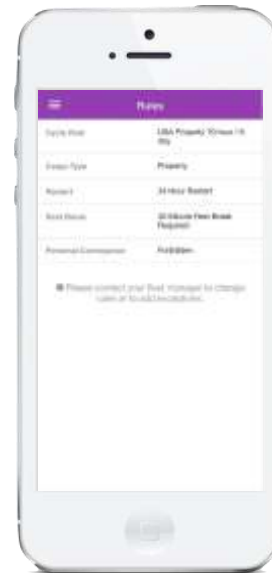 Rules
Cycle Rule
USA Property 70 hour / 8
day
Cargo Type
Property
Restart
34 Hour Restart
Rest Break
30 Minute Rest Break
Required
Personal Conveyance
Forbidden
Please contact your fleet manager to change
rules or to add exceptions.